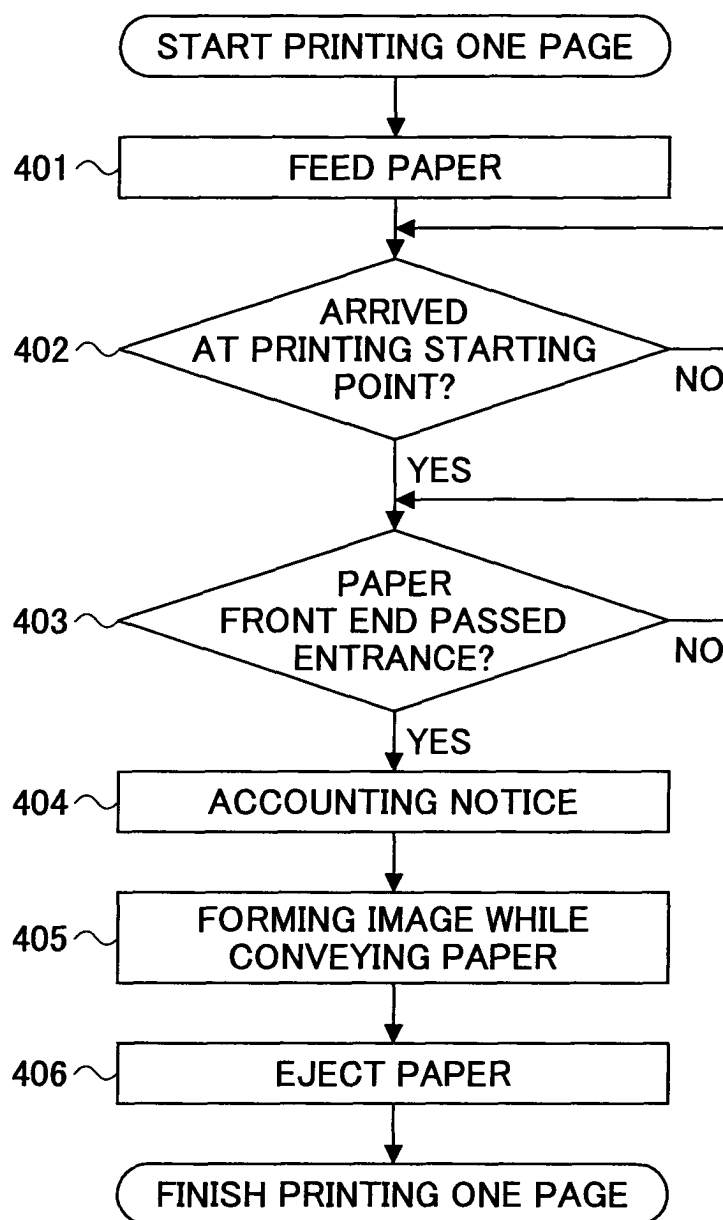 START PRINTING ONE PAGE
401
FEED PAPER
402
ARRIVED
AT PRINTING STARTING
POINT?
NO
YES
403
PAPER
FRONT END PASSED
ENTRANCE?
NO
YES
404
ACCOUNTING NOTICE
405
FORMING IMAGE WHILE
CONVEYING PAPER
406
EJECT PAPER
FINISH PRINTING ONE PAGE